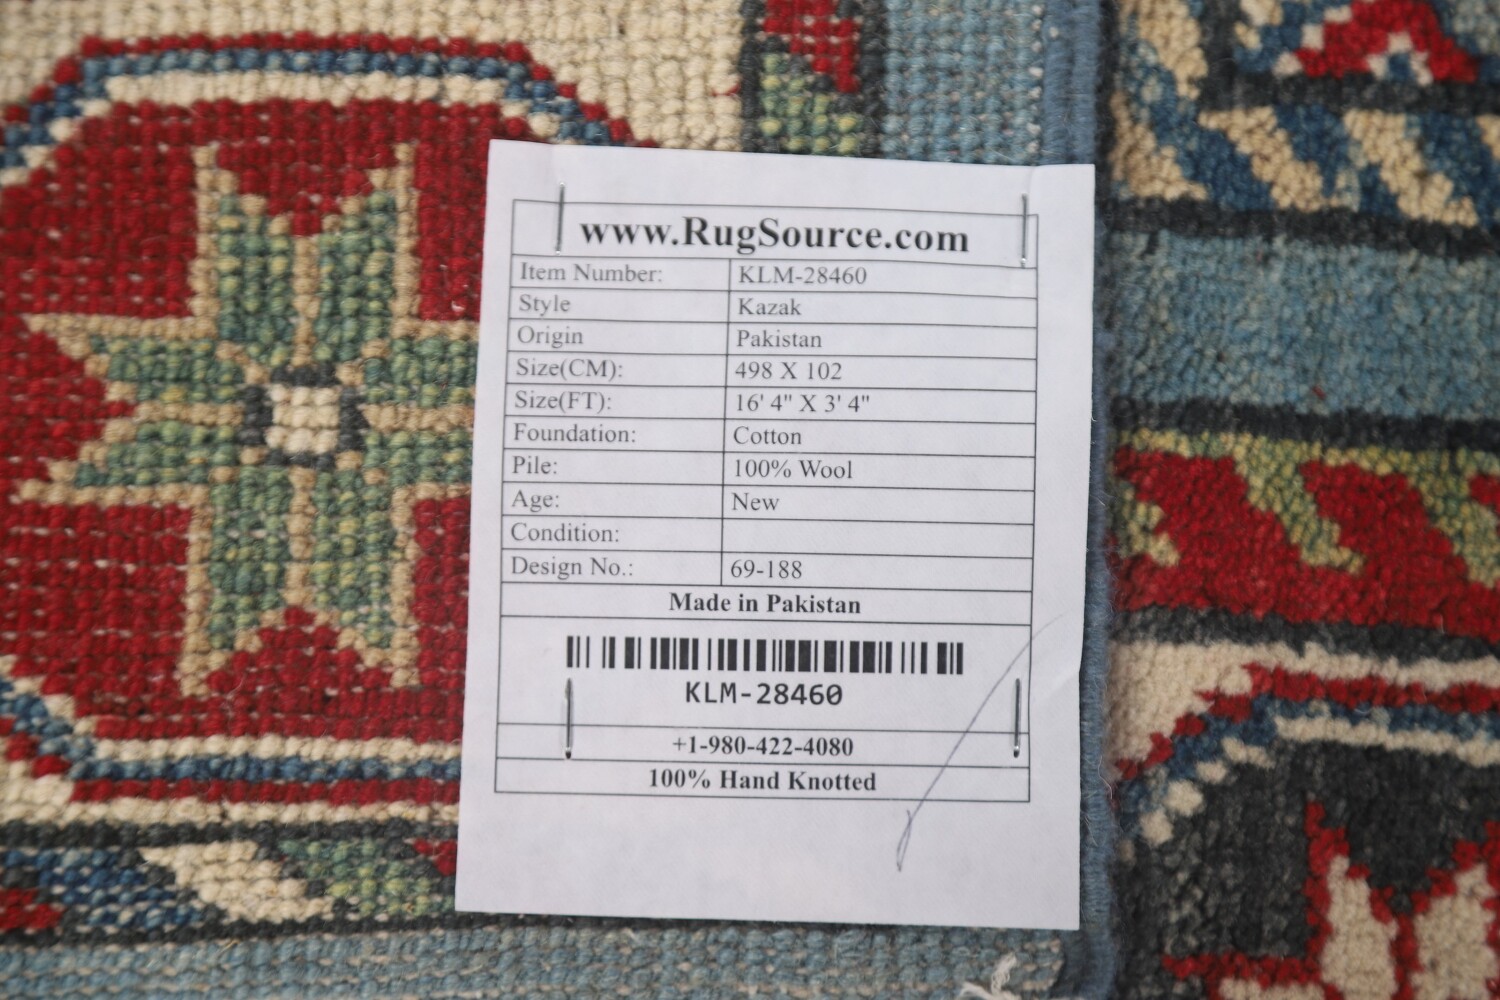 www.RugSource.com
Item Number: KLM-28460
Style Kazak
Origin Pakistan
Size(CM): 498 X 102
Size(FT): 16' 4" X 3' 4"
Foundation: Cotton
Pile: 100% Wool
Age: New
Condition:
Design No.: 69-188
Made in Pakistan
KLM-28460
+1-980-422-4080
100% Hand Knotted